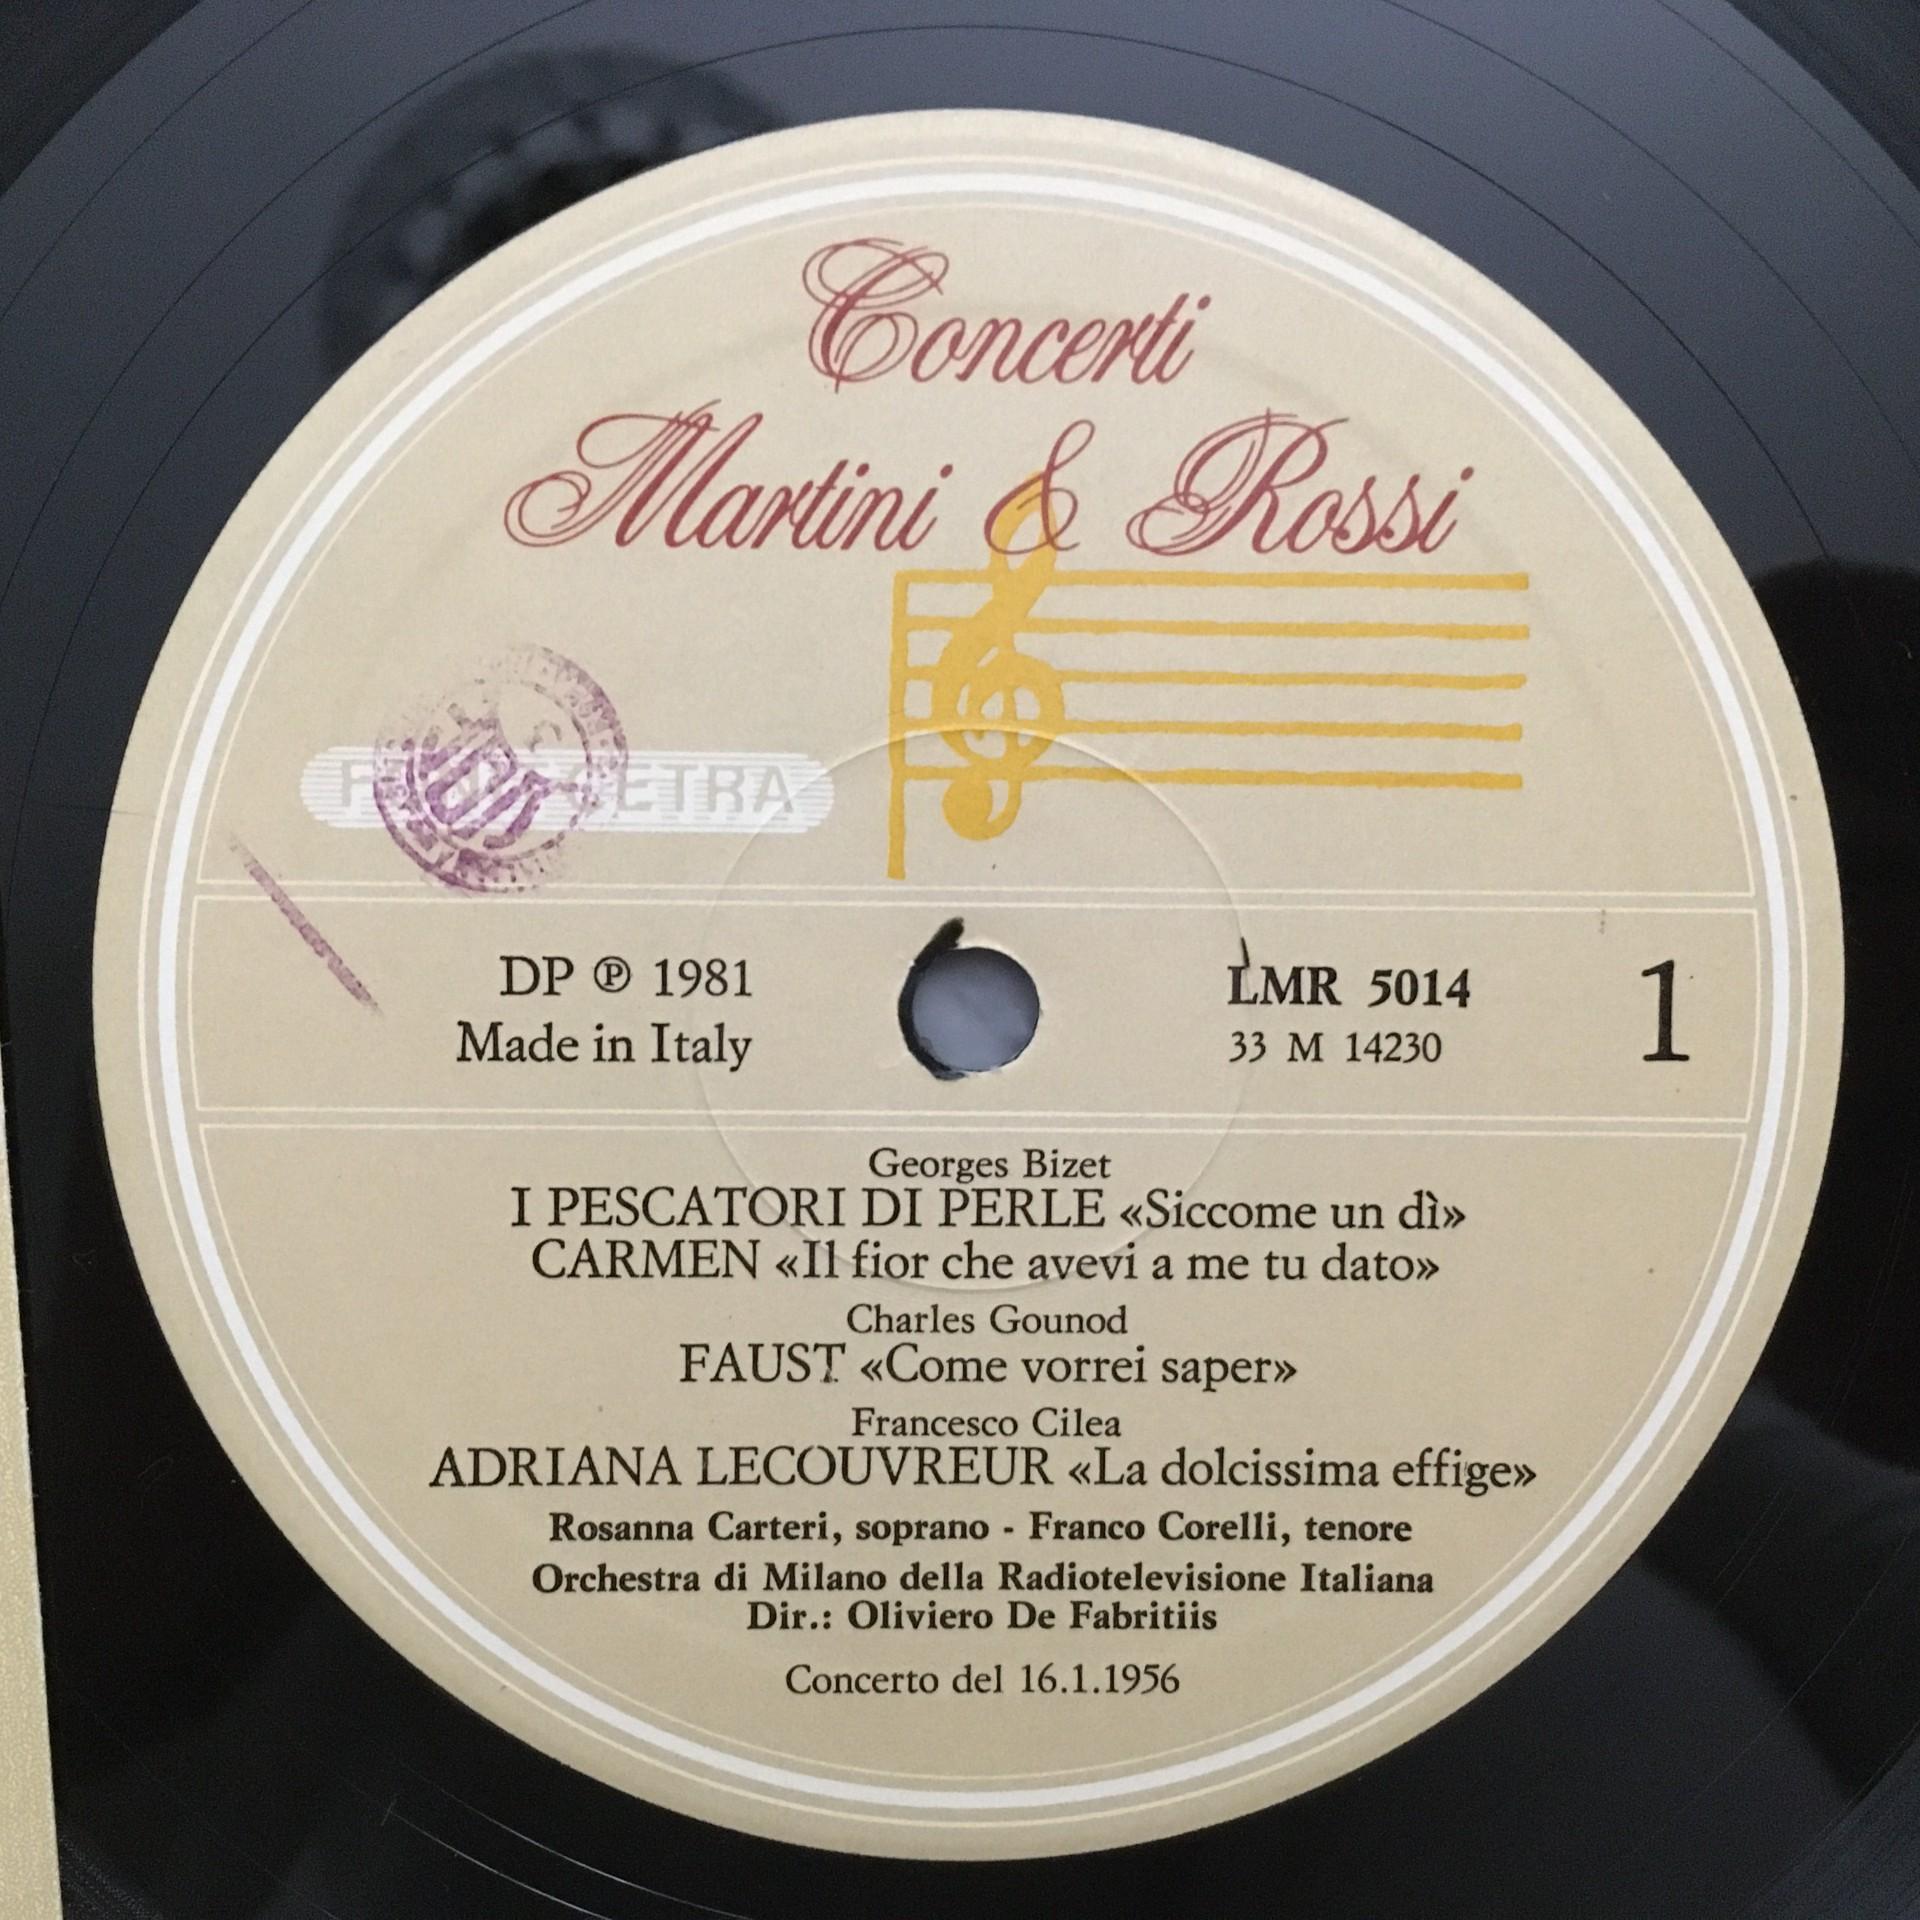 Concerti
Martini & Rossi
CETRA
DP ℗ 1981
Made in Italy
LMR 5014
33 M 14230
1
Georges Bizet
I PESCATORI DI PERLE «Siccome un dì»
CARMEN «Il fior che avevi a me tu dato»
Charles Gounod
FAUST «Come vorrei saper»
Francesco Cilea
ADRIANA LECOUVREUR «La dolcissima effige»
Rosanna Carteri, soprano - Franco Corelli, tenore
Orchestra di Milano della Radiotelevisione Italiana
Dir.: Oliviero De Fabritiis
Concerto del 16.1.1956